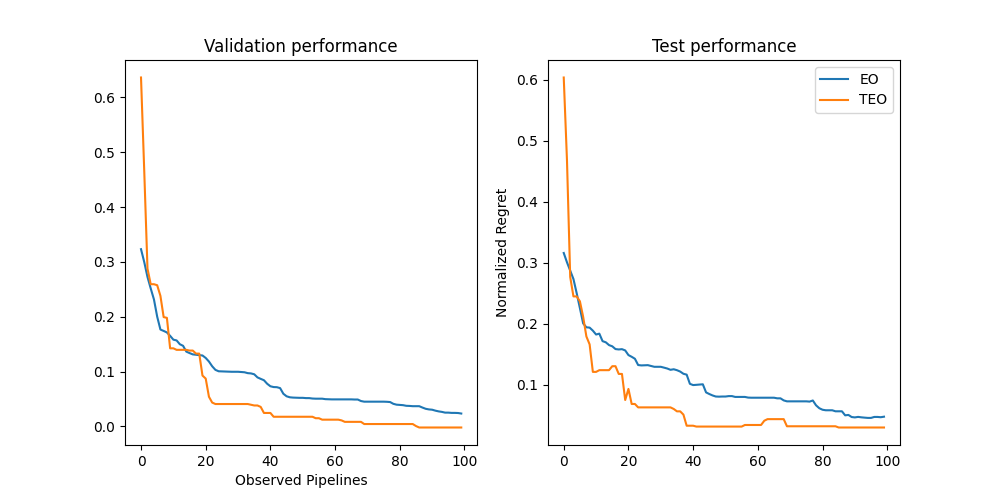 Validation performance
0.6
0.5
0.4
0.3
0.2
0.1
0.0
0 20 40 60 80 100
Observed Pipelines
Test performance
EO
TEO
Normalized Regret
0.6
0.5
0.4
0.3
0.2
0.1
0 20 40 60 80 100